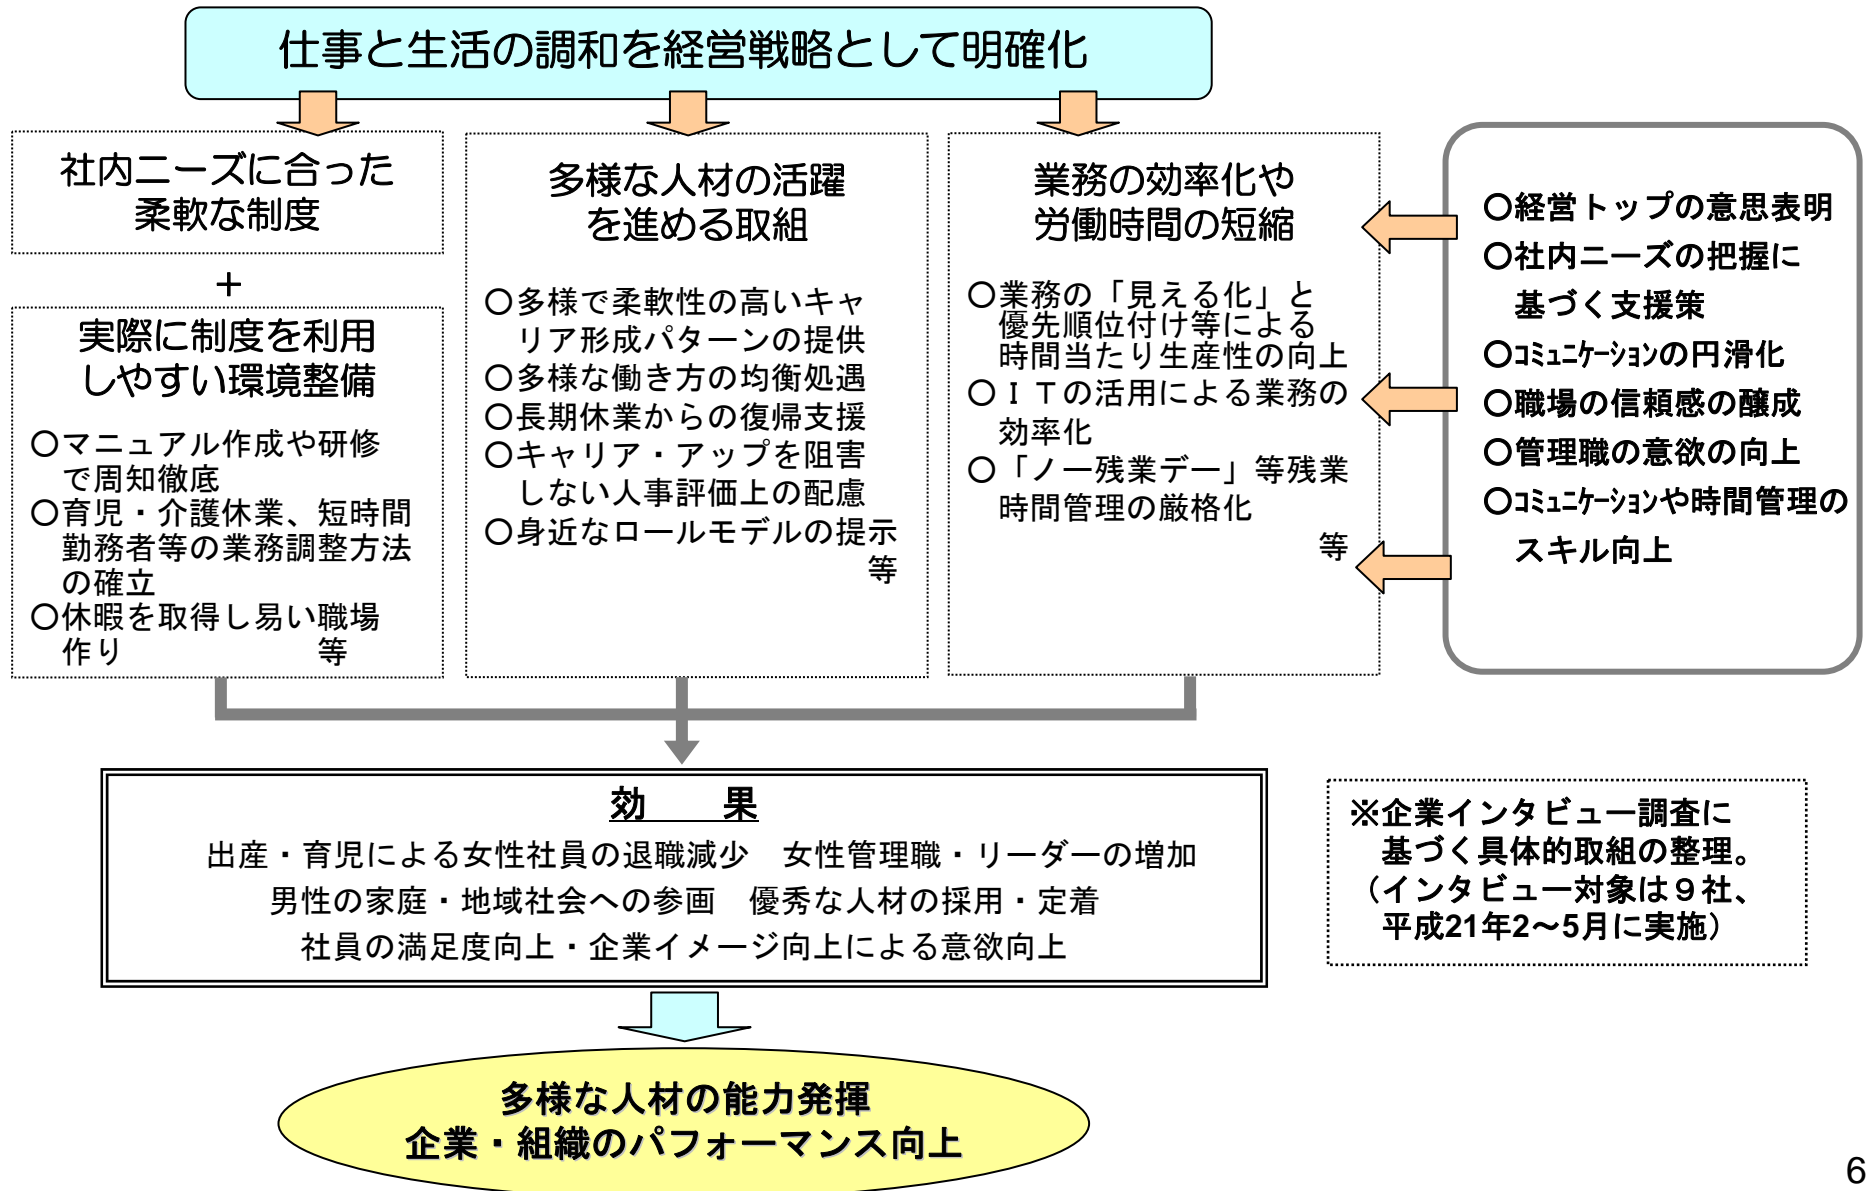 仕事と生活の調和を経営戦略として明確化
社内ニーズに合った
柔軟な制度
+
実際に制度を利用
しやすい環境整備
○マニュアル作成や研修
で周知徹底
○育児・介護休業、短時間
勤務者等の業務調整方法
の確立
○休暇を取得し易い職場
作り　　　　　　等
多様な人材の活躍
を進める取組
○多様で柔軟性の高いキャ
リア形成パターンの提供
○多様な働き方の均衡処遇
○長期休業からの復帰支援
○キャリア・アップを阻害
しない人事評価上の配慮
○身近なロールモデルの提示
等
業務の効率化や
労働時間の短縮
○業務の「見える化」と
優先順位付け等による
時間当たり生産性の向上
○ＩＴの活用による業務の
効率化
○「ノー残業デー」等残業
時間管理の厳格化
等
○経営トップの意思表明
○社内ニーズの把握に
基づく支援策
○ｺﾐｭﾆｹｰｼｮﾝの円滑化
○職場の信頼感の醸成
○管理職の意欲の向上
○ｺﾐｭﾆｹｰｼｮﾝや時間管理の
スキル向上
効　　果
出産・育児による女性社員の退職減少　女性管理職・リーダーの増加
男性の家庭・地域社会への参画　優秀な人材の採用・定着
社員の満足度向上・企業イメージ向上による意欲向上
※企業インタビュー調査に
基づく具体的取組の整理。
（インタビュー対象は９社、
平成21年2～5月に実施）
多様な人材の能力発揮
企業・組織のパフォーマンス向上
6